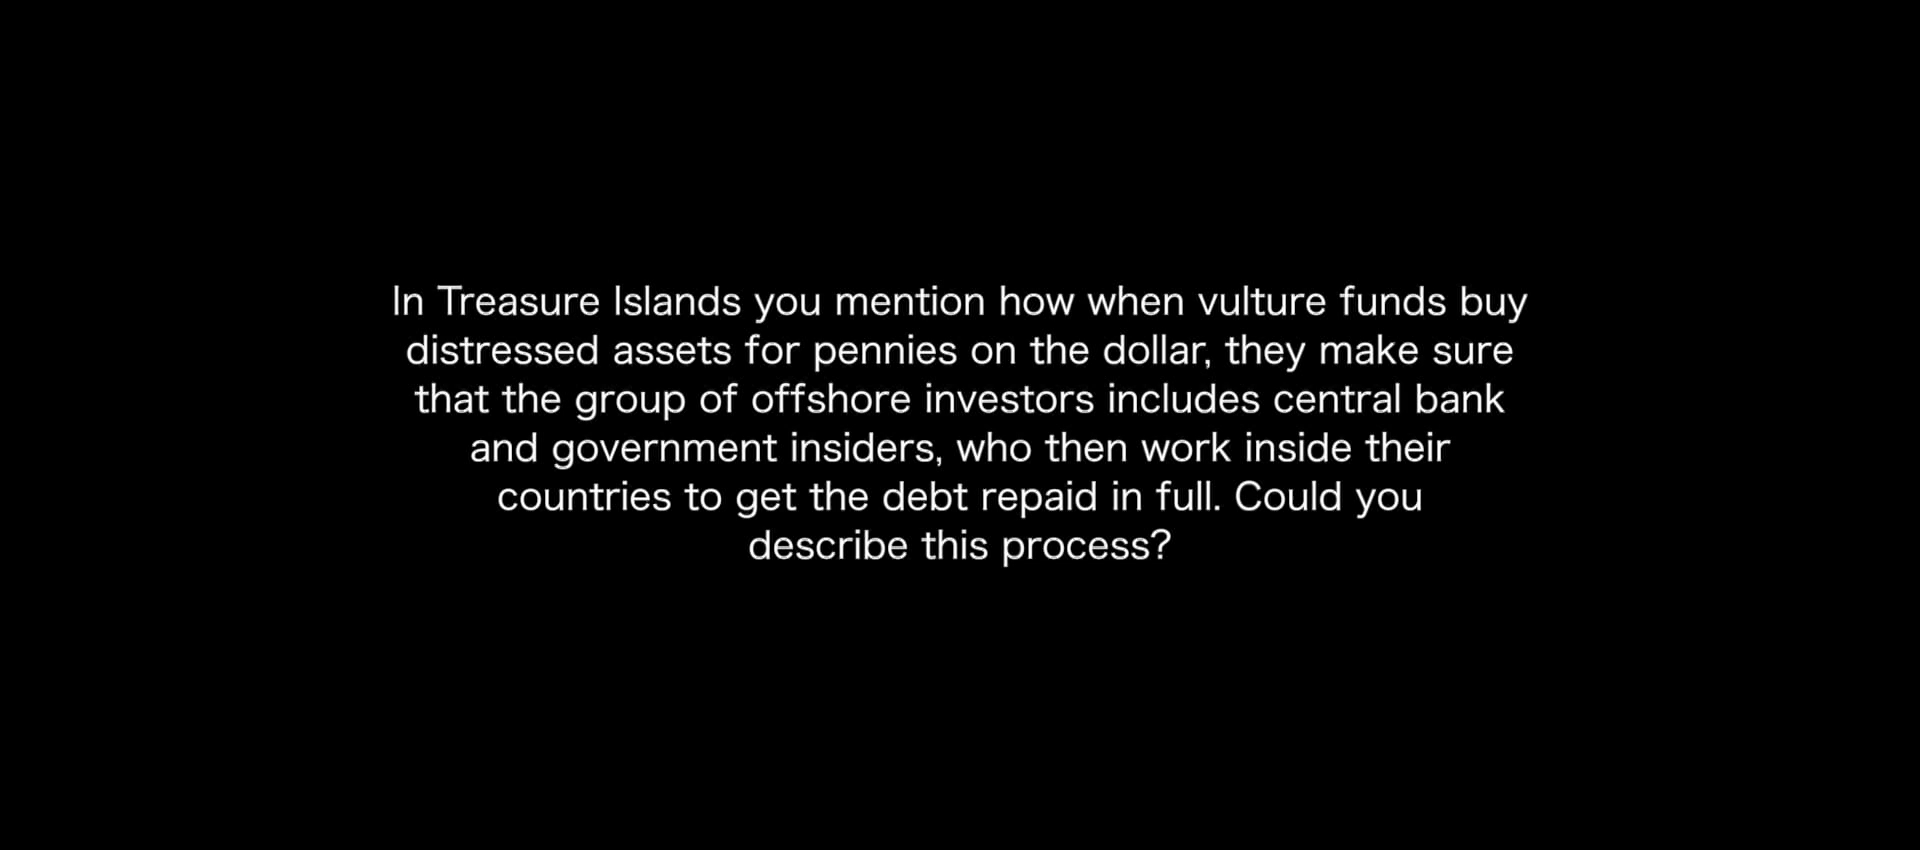 In Treasure Islands you mention how when vulture funds buy
distressed assets for pennies on the dollar, they make sure
that the group of offshore investors includes central bank
and government insiders, who then work inside their
countries to get the debt repaid in full. Could you
describe this process?